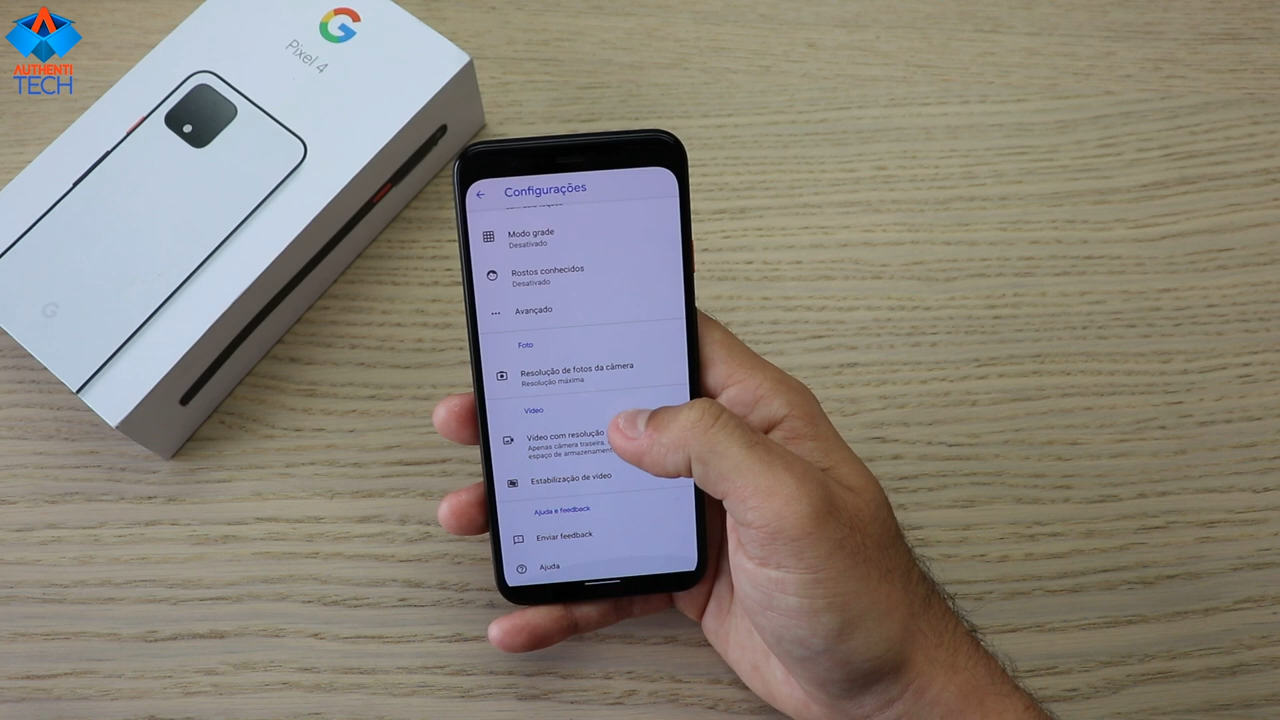 AUTHENTI
TECH
Pixel 4
Configurações
Modo grade
Desativado
Rostos conhecidos
Desativado
Avançado
Foto
Resolução de fotos da câmera
Resolução máxima
Vídeo
Vídeo com resolução
Apenas câmera traseira.
espaço de armazenament
Estabilização de vídeo
Ajuda e feedback
Enviar feedback
Ajuda